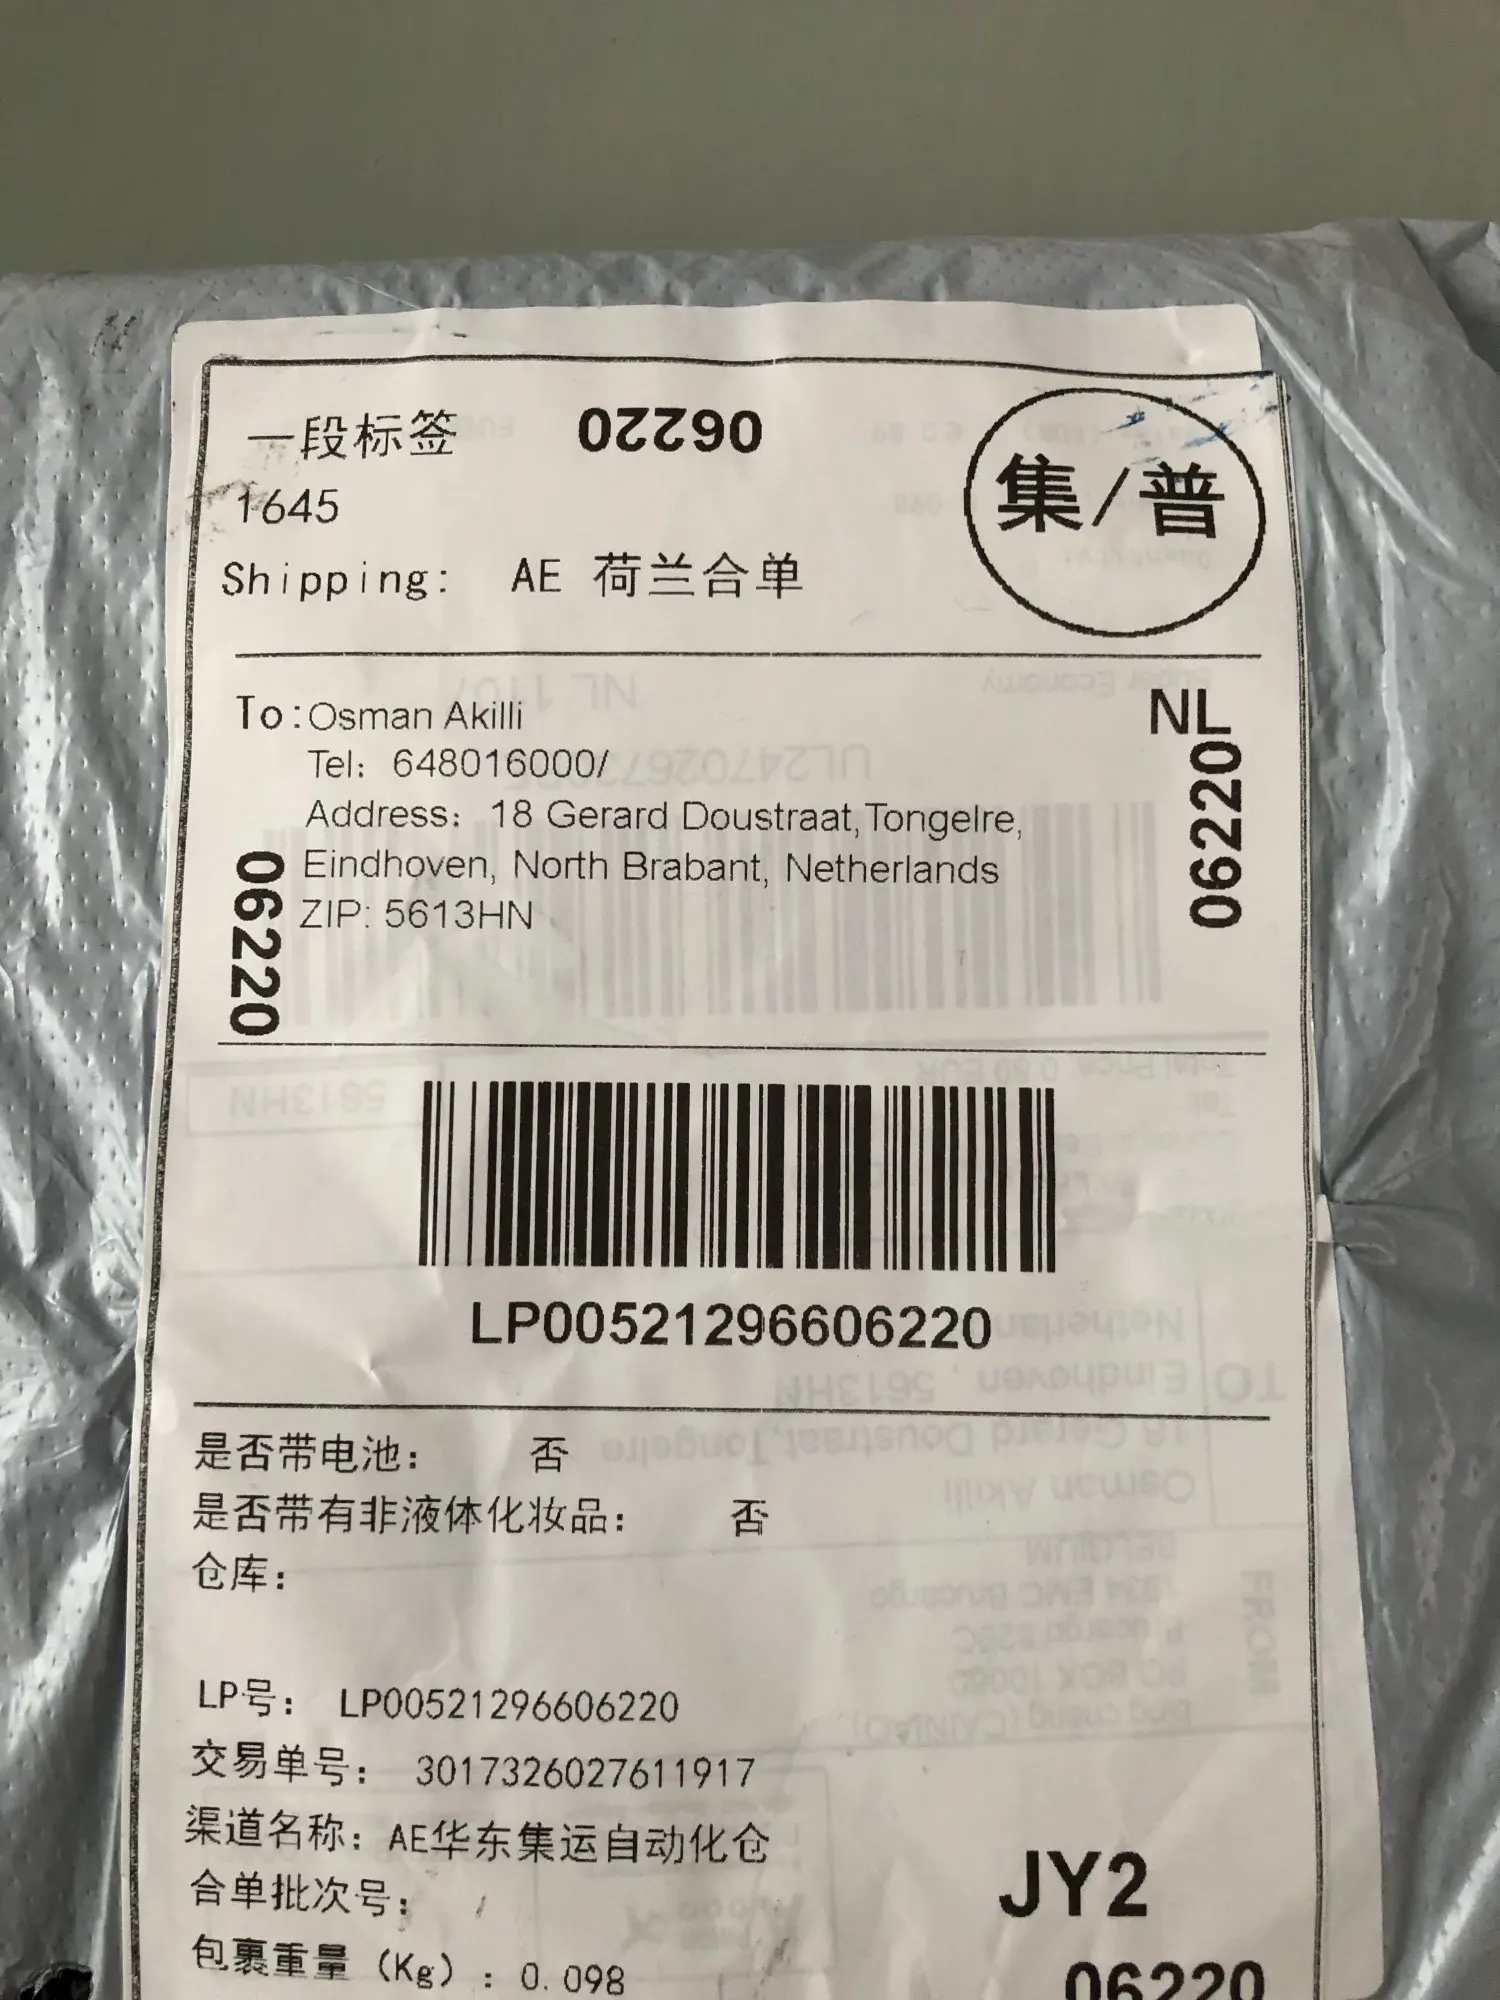 一段标签 06220
集/普
1645
Shipping: AE 荷兰合单
To:Osman Akilli
NL
Tel: 648016000/
06220
Address: 18 Gerard Doustraat,Tongelre,
Eindhoven, North Brabant, Netherlands
06220
ZIP: 5613HN
LP00521296606220
是否带电池: 否
是否带有非液体化妆品: 否
仓库:
LP号: LP00521296606220
交易单号: 3017326027611917
渠道名称: AE华东集运自动化仓
合单批次号:
JY2
包裹重量 (Kg) : 0.098
06220